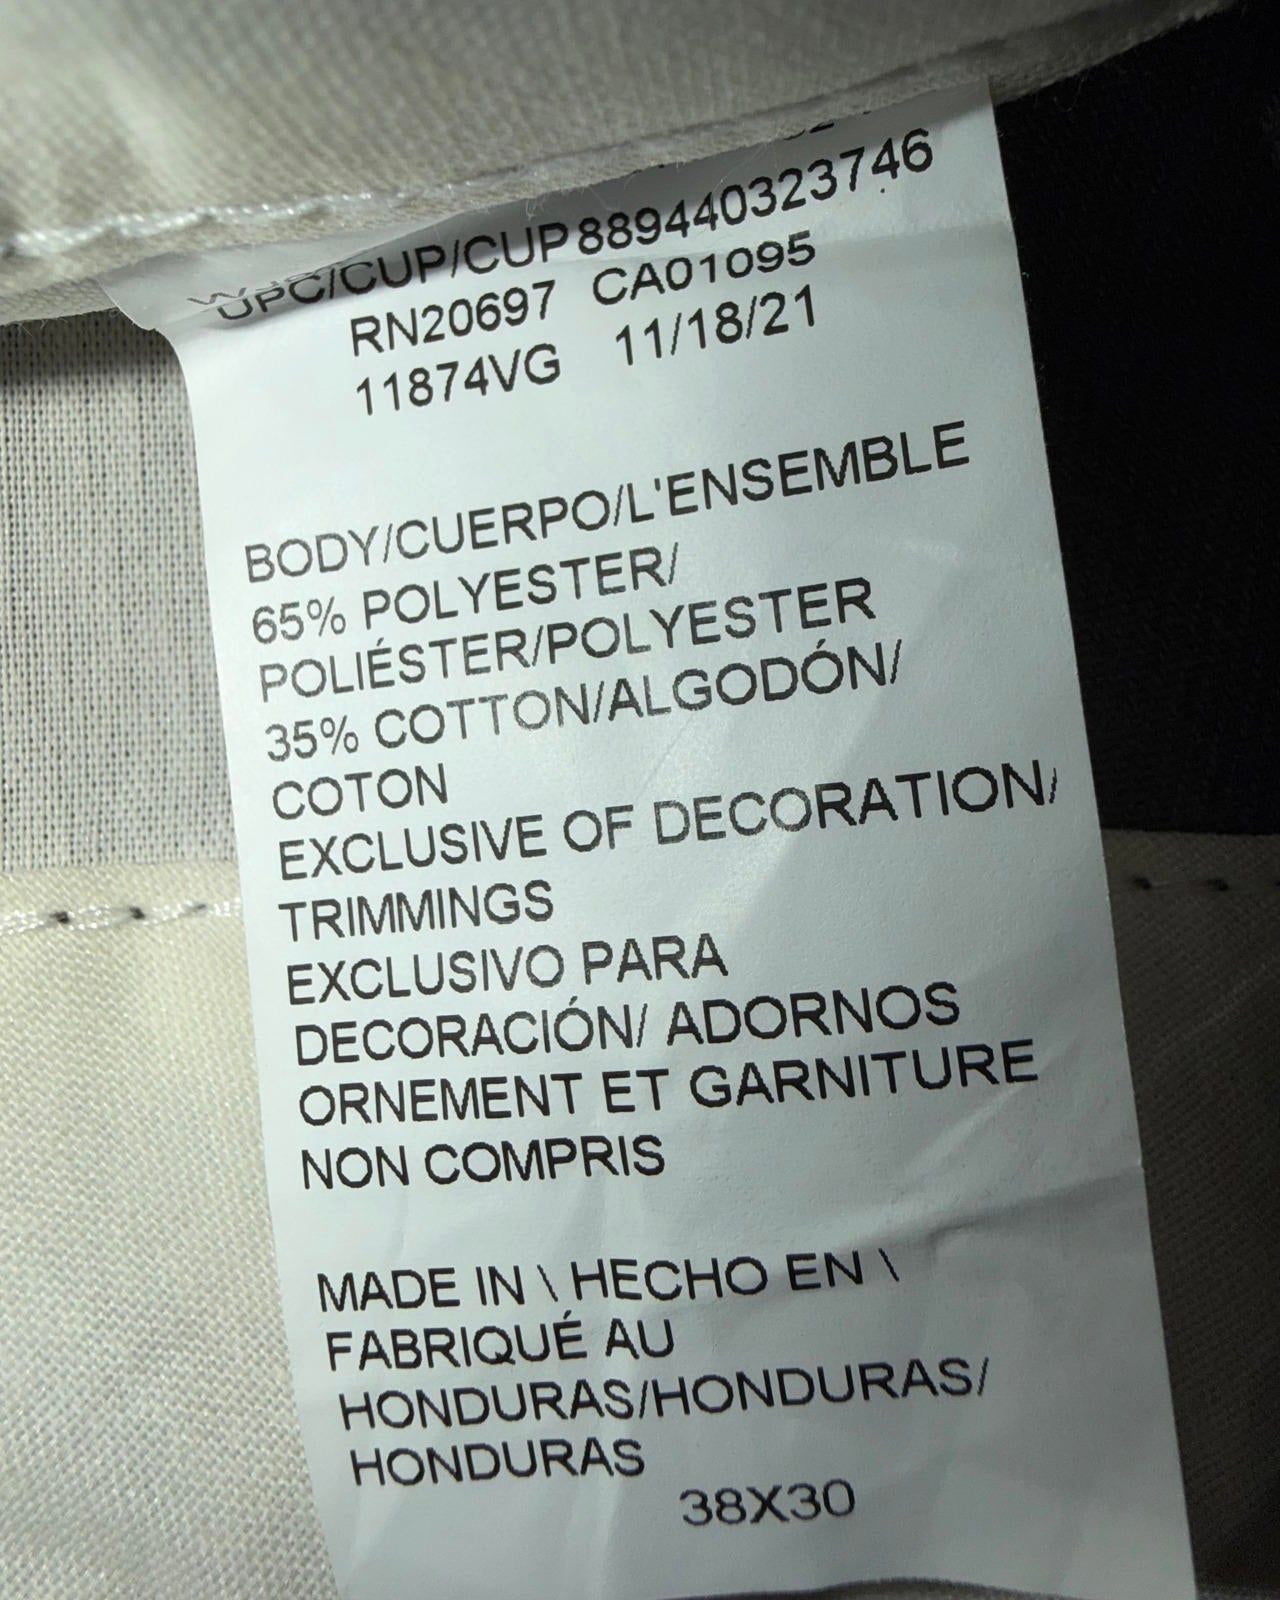 UPC/CUP/CUP 889440323746
RN20697 CA01095
11874VG 11/18/21
BODY/CUERPO/L'ENSEMBLE
65% POLYESTER/
POLIÉSTER/POLYESTER
35% COTTON/ALGODÓN/
COTON
EXCLUSIVE OF DECORATION/
TRIMMINGS
EXCLUSIVO PARA
DECORACIÓN/ ADORNOS
ORNEMENT ET GARNITURE
NON COMPRIS
MADE IN \ HECHO EN \
FABRIQUÉ AU
HONDURAS/HONDURAS/
HONDURAS
38X30